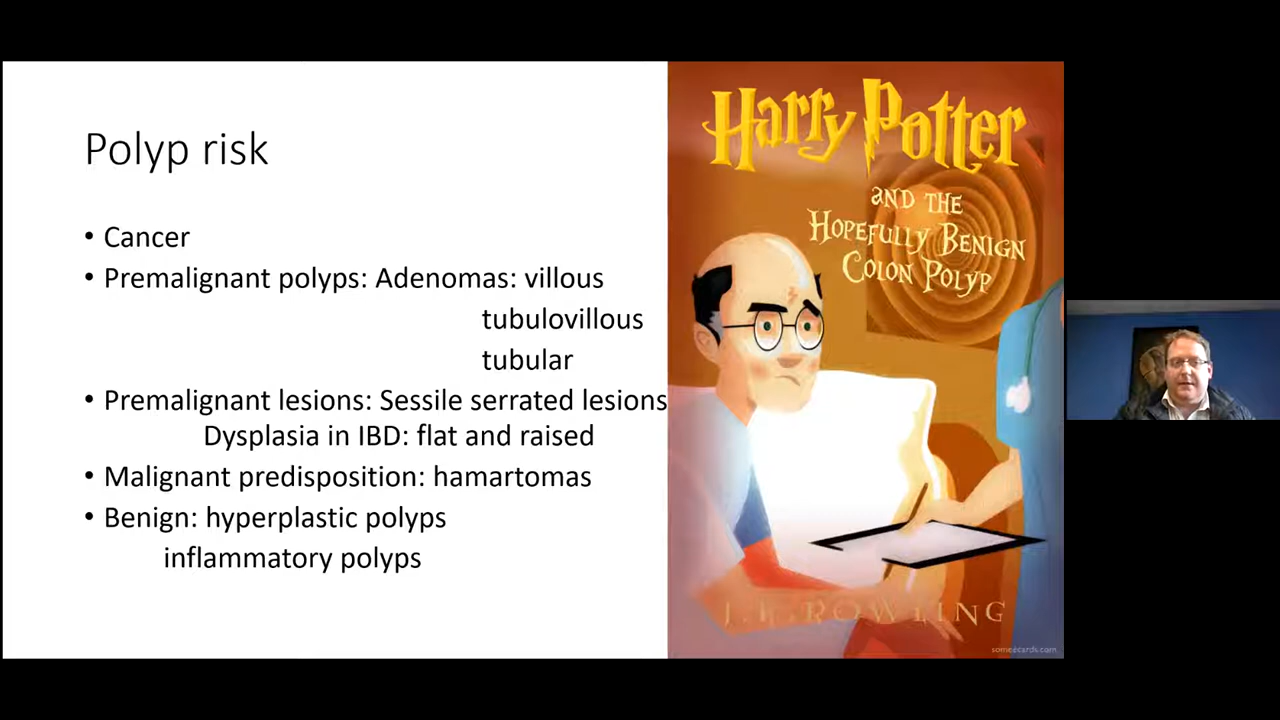 Polyp risk
• Cancer
• Premalignant polyps: Adenomas: villous
tubulovillous
tubular
• Premalignant lesions: Sessile serrated lesions
Dysplasia in IBD: flat and raised
• Malignant predisposition: hamartomas
• Benign: hyperplastic polyps
inflammatory polyps
Harry Potter
AND THE
HOPEFULLY BENIGN
COLON POLYP
J.K. ROWLING
someecards.com